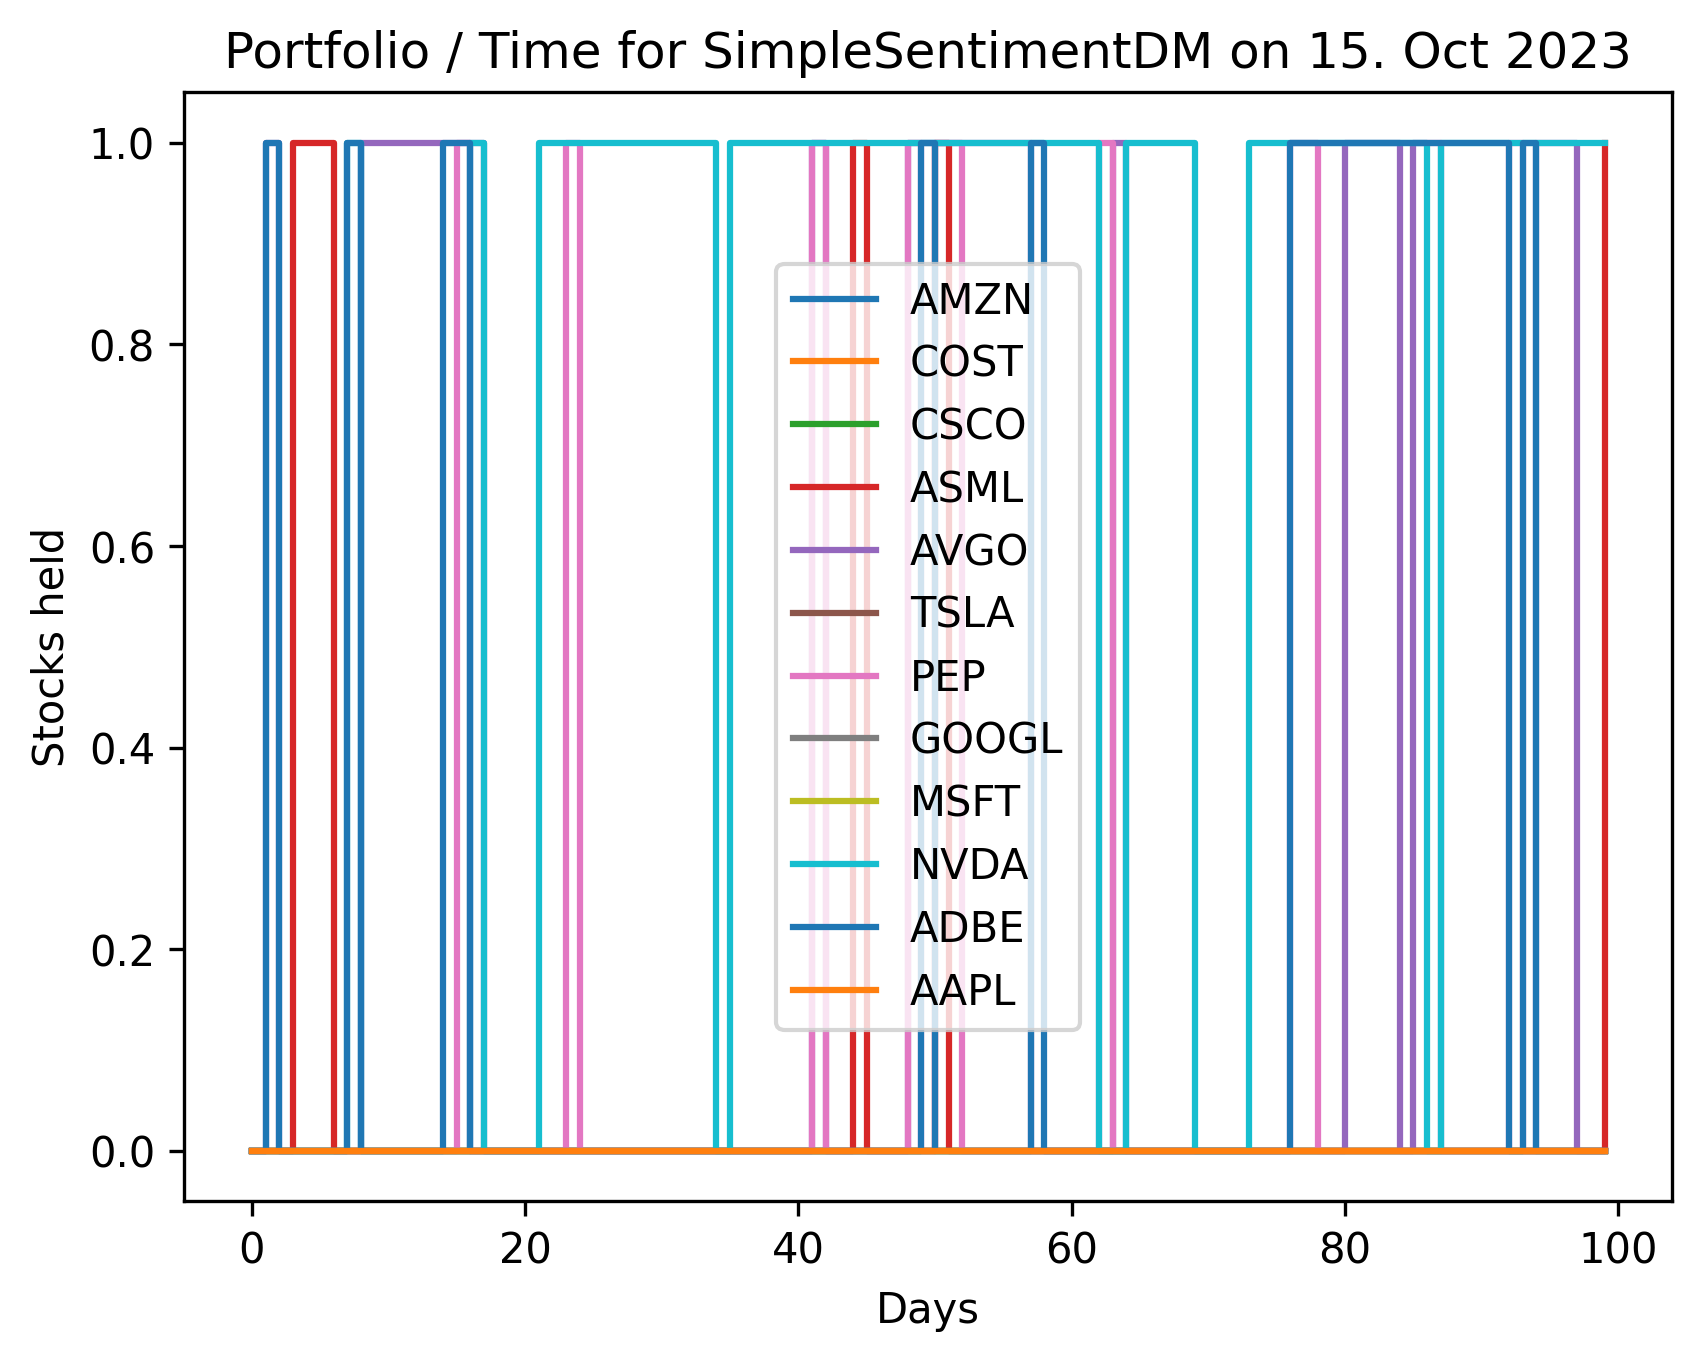 Portfolio / Time for SimpleSentimentDM on 15. Oct 2023
1.0
0.8
0.6
0.4
0.2
0.0
Stocks held
AMZN
COST
CSCO
ASML
AVGO
TSLA
PEP
GOOGL
MSFT
NVDA
ADBE
AAPL
0 20 40 60 80 100
Days